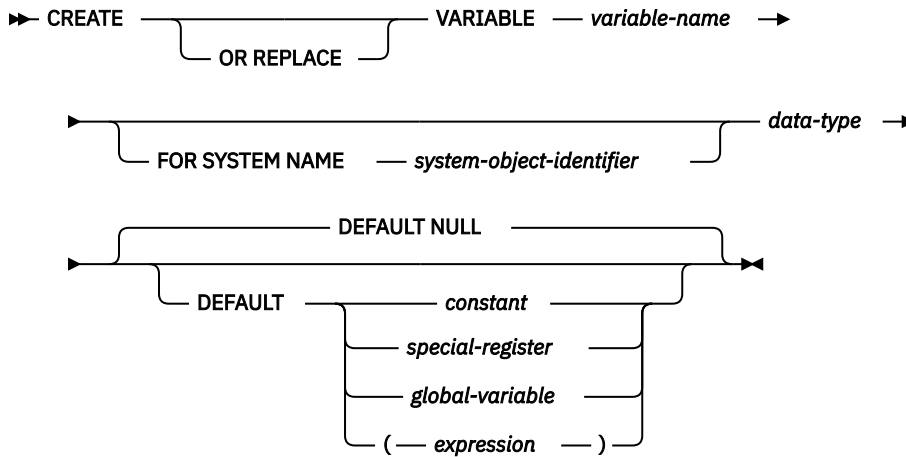 CREATE VARIABLE variable-name
OR REPLACE
data-type
FOR SYSTEM NAME system-object-identifier
DEFAULT NULL
DEFAULT constant
special-register
global-variable
( expression )